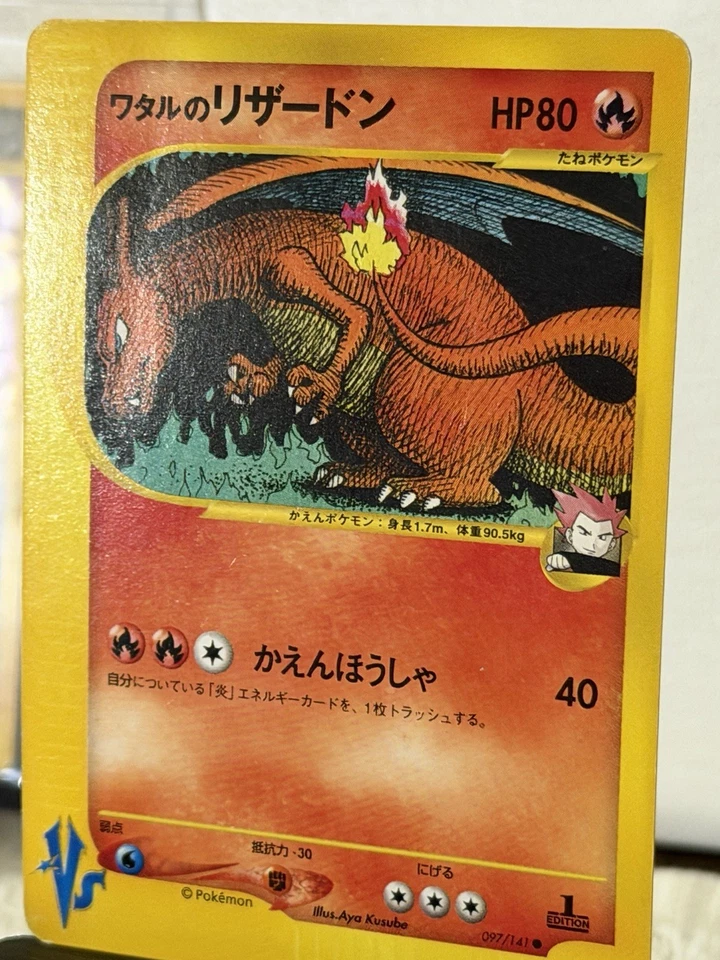 ワタルのリザードン HP80
たねポケモン
かえんポケモン：身長1.7m、体重90.5kg
かえんほうしゃ 40
自分についている「炎」エネルギーカードを、1枚トラッシュする。
弱点
抵抗力 -30
にげる
VS
© Pokémon
Illus.Aya Kusube
1
EDITION
097/141 ●